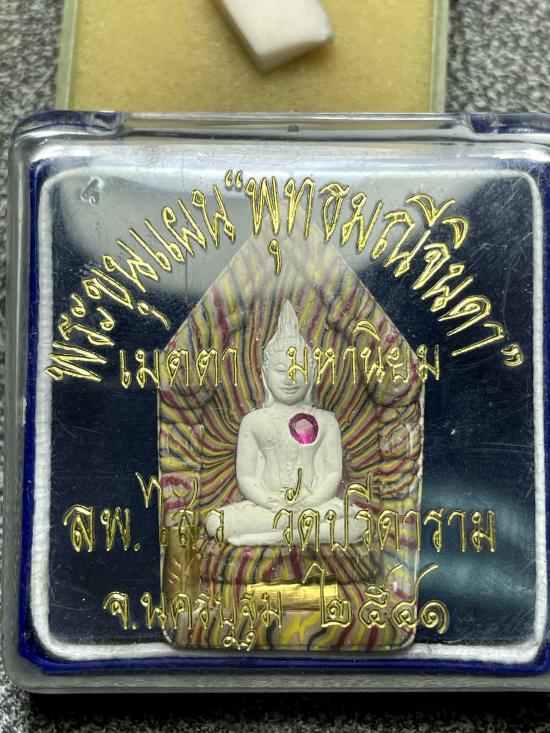 พระขุนแผน“พุทธมณีจินดา”
เมตตา มหานิยม
ลพ.ไสว วัดปรีดาราม
จ.นครปฐม ๒๕๔๑